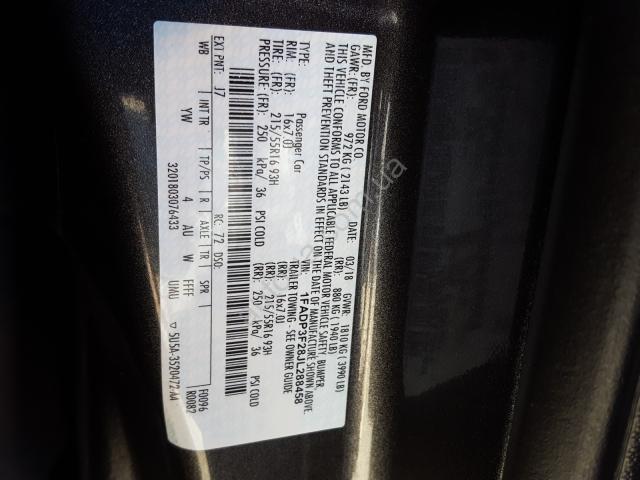 MFD. BY FORD MOTOR CO.
DATE: 03/18 GVWR: 1810 KG ( 3990 LB)
GAWR: (FR): 972 KG ( 2143 LB) (RR): 880 KG ( 1940 LB)
THIS VEHICLE CONFORMS TO ALL APPLICABLE FEDERAL MOTOR VEHICLE SAFETY, BUMPER,
AND THEFT PREVENTION STANDARDS IN EFFECT ON THE DATE OF MANUFACTURE SHOWN ABOVE.
VIN: 1FADP3F28JL288458
Passenger Car TRAILER TOWING - SEE OWNER GUIDE
RIM: (FR): 16x7.0J (RR): 16x7.0J
TIRE: (FR): 215/55R16 93H (RR): 215/55R16 93H
PRESSURE: (FR): 250 kPa/ 36 PSI COLD (RR): 250 kPa/ 36 PSI COLD
EXT PNT: J7 RC: 72 DSO: F0096
WB INT TR TP/PS R AXLE TR SPR R0082
YW 4 AU W FFFF UMU
3201803076433 5U5A-3520472-AA